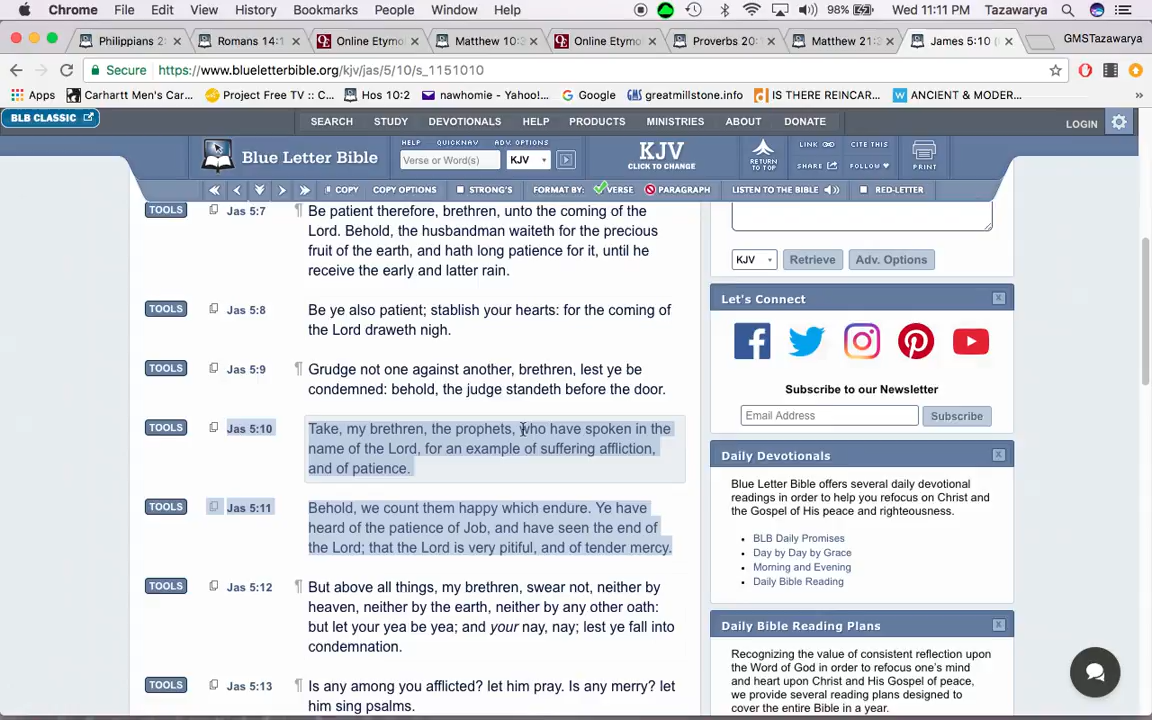 Chrome File Edit View History Bookmarks People Window Help 98% Wed 11:11 PM Tazawarya
Philippians 2: Romans 14:1 Online Etymo Matthew 10:3 Online Etymo Proverbs 20: Matthew 21:3 James 5:10 ( GMSTazawarya
Secure https://www.blueletterbible.org/kjv/jas/5/10/s_1151010
Apps Carhartt Men's Car... Project Free TV :: C... Hos 10:2 nawhomie - Yahoo!... Google greatmillstone.info IS THERE REINCAR... ANCIENT & MODER...
BLB CLASSIC SEARCH STUDY DEVOTIONALS HELP PRODUCTS MINISTRIES ABOUT DONATE LOGIN
Blue Letter Bible
HELP QUICKNAV ADV. OPTIONS
Verse or Word(s) KJV
KJV
CLICK TO CHANGE
RETURN TO TOP
LINK CITE THIS
SHARE FOLLOW PRINT
COPY COPY OPTIONS STRONG'S FORMAT BY: VERSE PARAGRAPH LISTEN TO THE BIBLE RED-LETTER
TOOLS Jas 5:7 ¶ Be patient therefore, brethren, unto the coming of the
Lord. Behold, the husbandman waiteth for the precious
fruit of the earth, and hath long patience for it, until he
receive the early and latter rain.
TOOLS Jas 5:8 Be ye also patient; stablish your hearts: for the coming of
the Lord draweth nigh.
TOOLS Jas 5:9 ¶ Grudge not one against another, brethren, lest ye be
condemned: behold, the judge standeth before the door.
TOOLS Jas 5:10 Take, my brethren, the prophets, who have spoken in the
name of the Lord, for an example of suffering affliction,
and of patience.
TOOLS Jas 5:11 Behold, we count them happy which endure. Ye have
heard of the patience of Job, and have seen the end of
the Lord; that the Lord is very pitiful, and of tender mercy.
TOOLS Jas 5:12 ¶ But above all things, my brethren, swear not, neither by
heaven, neither by the earth, neither by any other oath:
but let your yea be yea; and your nay, nay; lest ye fall into
condemnation.
TOOLS Jas 5:13 ¶ Is any among you afflicted? let him pray. Is any merry? let
him sing psalms.
KJV Retrieve Adv. Options
Let's Connect
Subscribe to our Newsletter
Email Address Subscribe
Daily Devotionals
Blue Letter Bible offers several daily devotional
readings in order to help you refocus on Christ and
the Gospel of His peace and righteousness.
BLB Daily Promises
Day by Day by Grace
Morning and Evening
Daily Bible Reading
Daily Bible Reading Plans
Recognizing the value of consistent reflection upon
the Word of God in order to refocus one's mind
and heart upon Christ and His Gospel of peace,
we provide several reading plans designed to
cover the entire Bible in a year.